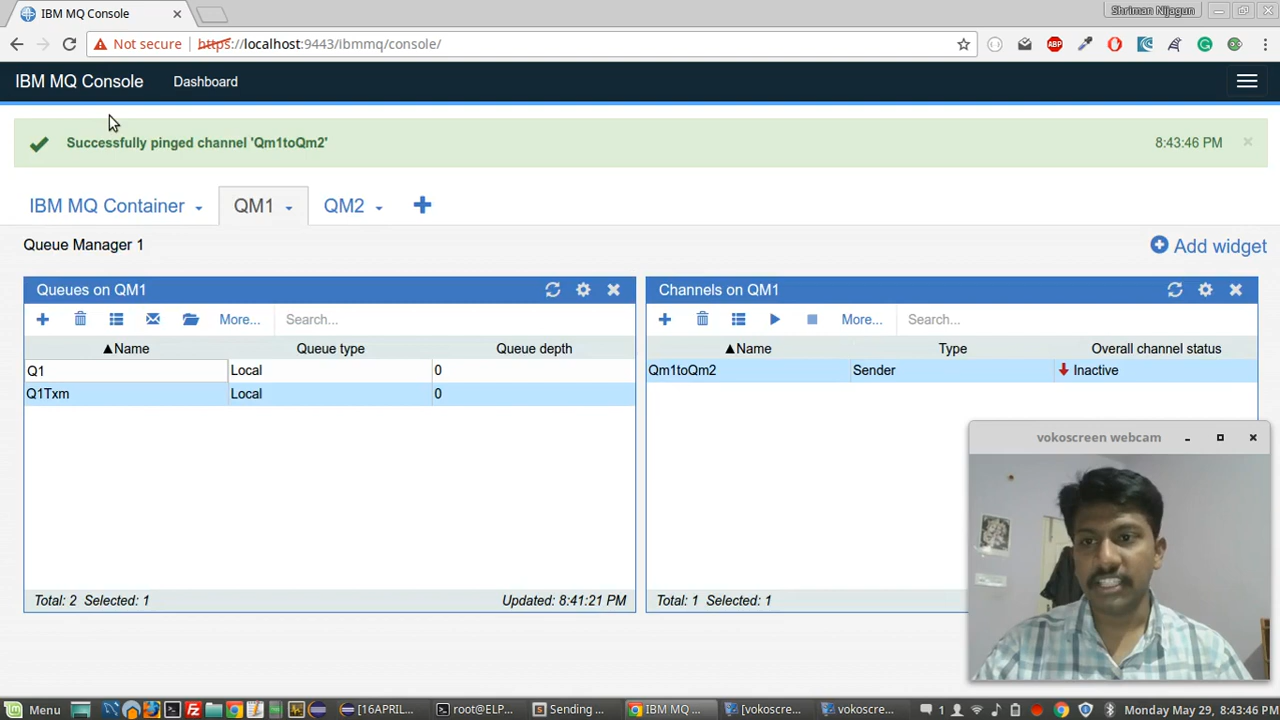 IBM MQ Console
Shriman Nijagun
Not secure https://localhost:9443/ibmmq/console/
IBM MQ Console Dashboard
Successfully pinged channel 'Qm1toQm2' 8:43:46 PM
IBM MQ Container QM1 QM2
Queue Manager 1 Add widget
Queues on QM1
More... Search...
▲Name Queue type Queue depth
Q1 Local 0
Q1Txm Local 0
Total: 2 Selected: 1 Updated: 8:41:21 PM
Channels on QM1
More... Search...
▲Name Type Overall channel status
Qm1toQm2 Sender Inactive
Total: 1 Selected: 1
vokoscreen webcam
Menu [16APRIL... root@ELP... Sending ... IBM MQ ... [vokoscre... vokoscre... 1 Monday May 29, 8:43:46 PM